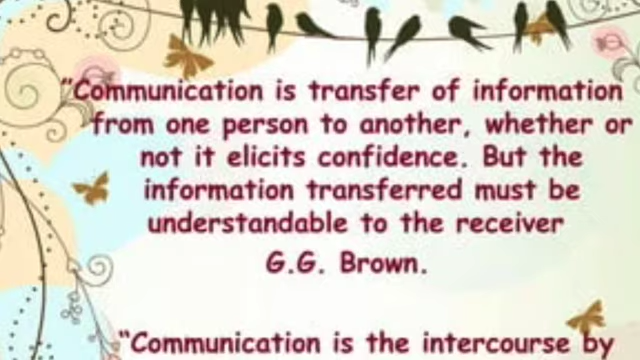 “Communication is transfer of information
from one person to another, whether or
not it elicits confidence. But the
information transferred must be
understandable to the receiver
G.G. Brown.
“Communication is the intercourse by